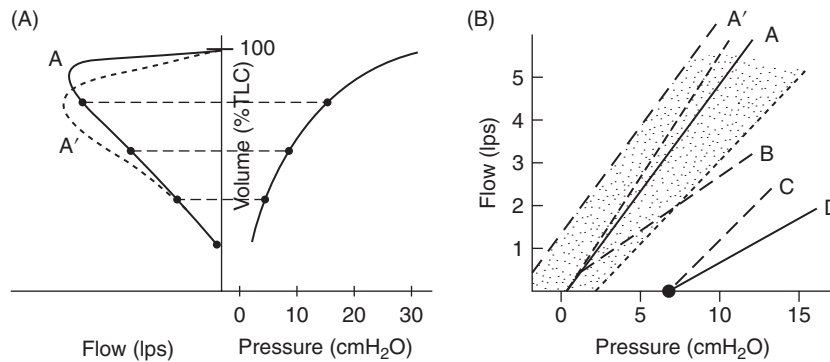 (A)
A
A′
100
Volume (%TLC)
0 10 20 30
Flow (lps)
Pressure (cmH₂O)
(B)
A′
A
B
C
D
5
4
3
2
1
Flow (lps)
0 5 10 15
Pressure (cmH₂O)